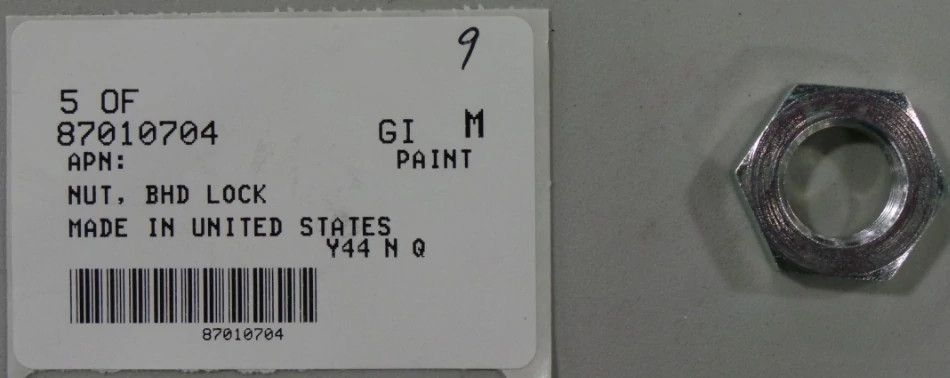 9
5 OF
87010704 GI M
APN: PAINT
NUT, BHD LOCK
MADE IN UNITED STATES
Y44 N Q
87010704